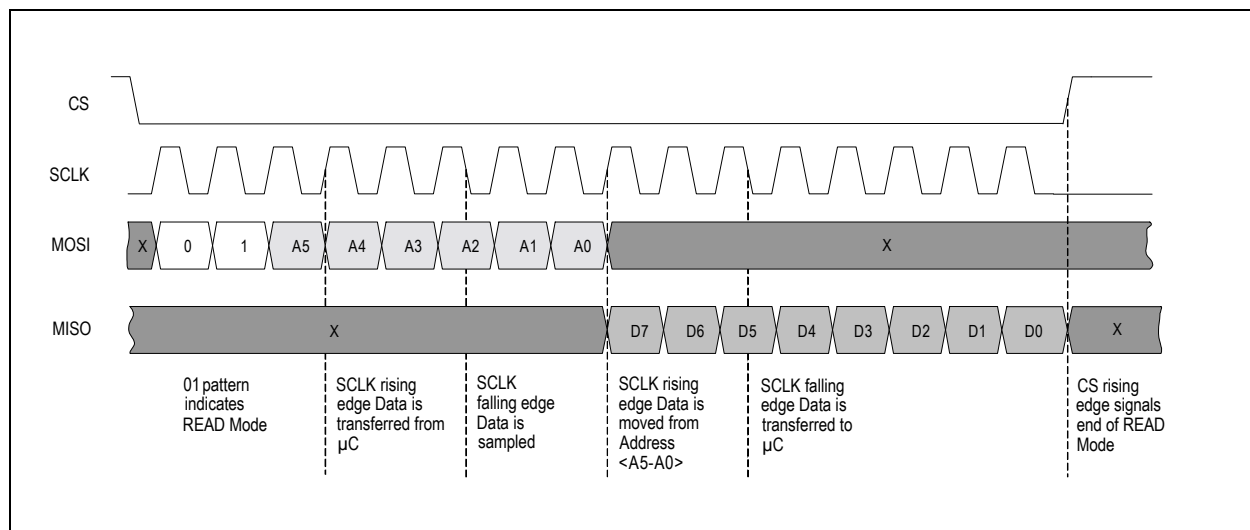 CS
SCLK
MOSI
X 0 1 A5 A4 A3 A2 A1 A0 X
MISO
X D7 D6 D5 D4 D3 D2 D1 D0 X
01 pattern
indicates
READ Mode
SCLK rising
edge Data is
transferred from
µC
SCLK
falling edge
Data is
sampled
SCLK rising
edge Data is
moved from
Address
<A5-A0>
SCLK falling
edge Data is
transferred to
µC
CS rising
edge signals
end of READ
Mode